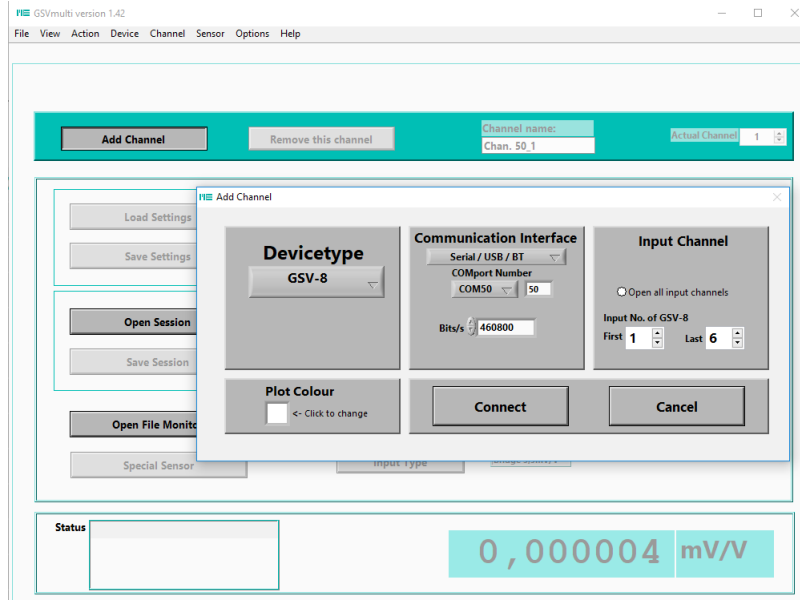 ME GSVmulti version 1.42
File View Action Device Channel Sensor Options Help
Add Channel
Remove this channel
Channel name:
Chan. 50_1
Actual Channel 1
Load Settings
Save Settings
Open Session
Save Session
Open File Monito
Special Sensor
ME Add Channel
Devicetype
GSV-8
Communication Interface
Serial / USB / BT
COMport Number
COM50 50
Bits/s 460800
Input Channel
Open all input channels
Input No. of GSV-8
First 1 Last 6
Plot Colour
<- Click to change
Connect
Cancel
Input Type
Status
0,000004 mV/V